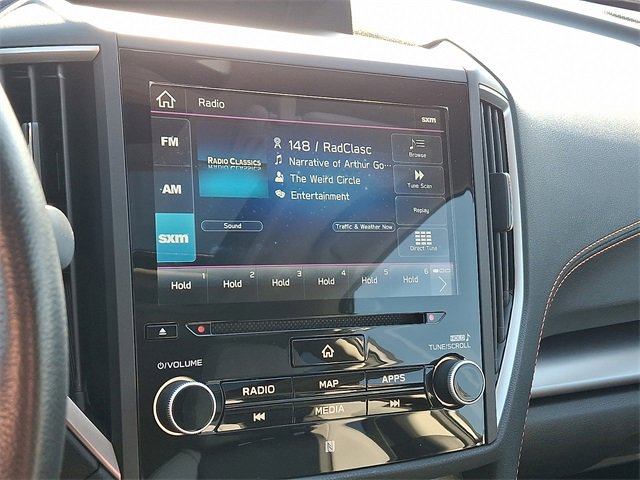 Radio
sxm
FM
AM
sxm
RADIO CLASSICS
148 / RadClasc
Narrative of Arthur Go...
The Weird Circle
Entertainment
Sound
Traffic & Weather Now
Browse
Tune Scan
Replay
Direct Tune
1 2 3 4 5 6
Hold Hold Hold Hold Hold Hold
HOLD
TUNE/SCROLL
VOLUME
RADIO MAP APPS
MEDIA
N